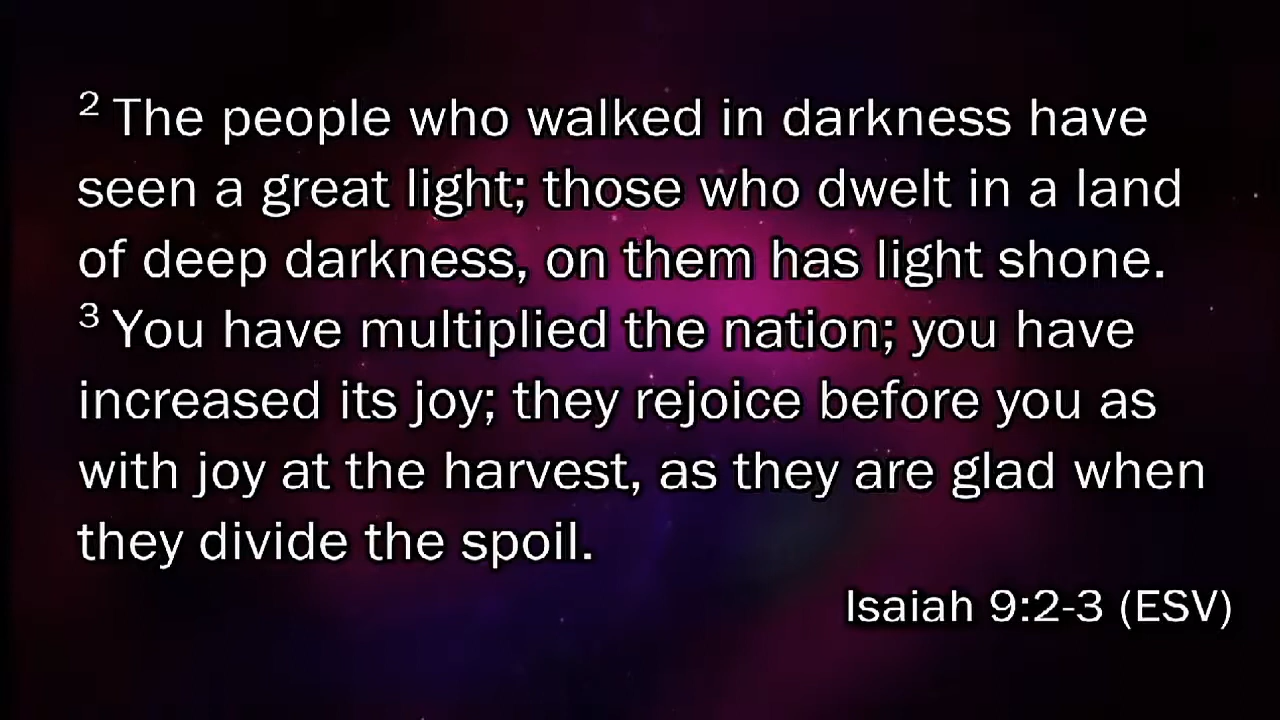 2 The people who walked in darkness have
seen a great light; those who dwelt in a land
of deep darkness, on them has light shone.
3 You have multiplied the nation; you have
increased its joy; they rejoice before you as
with joy at the harvest, as they are glad when
they divide the spoil.
Isaiah 9:2-3 (ESV)